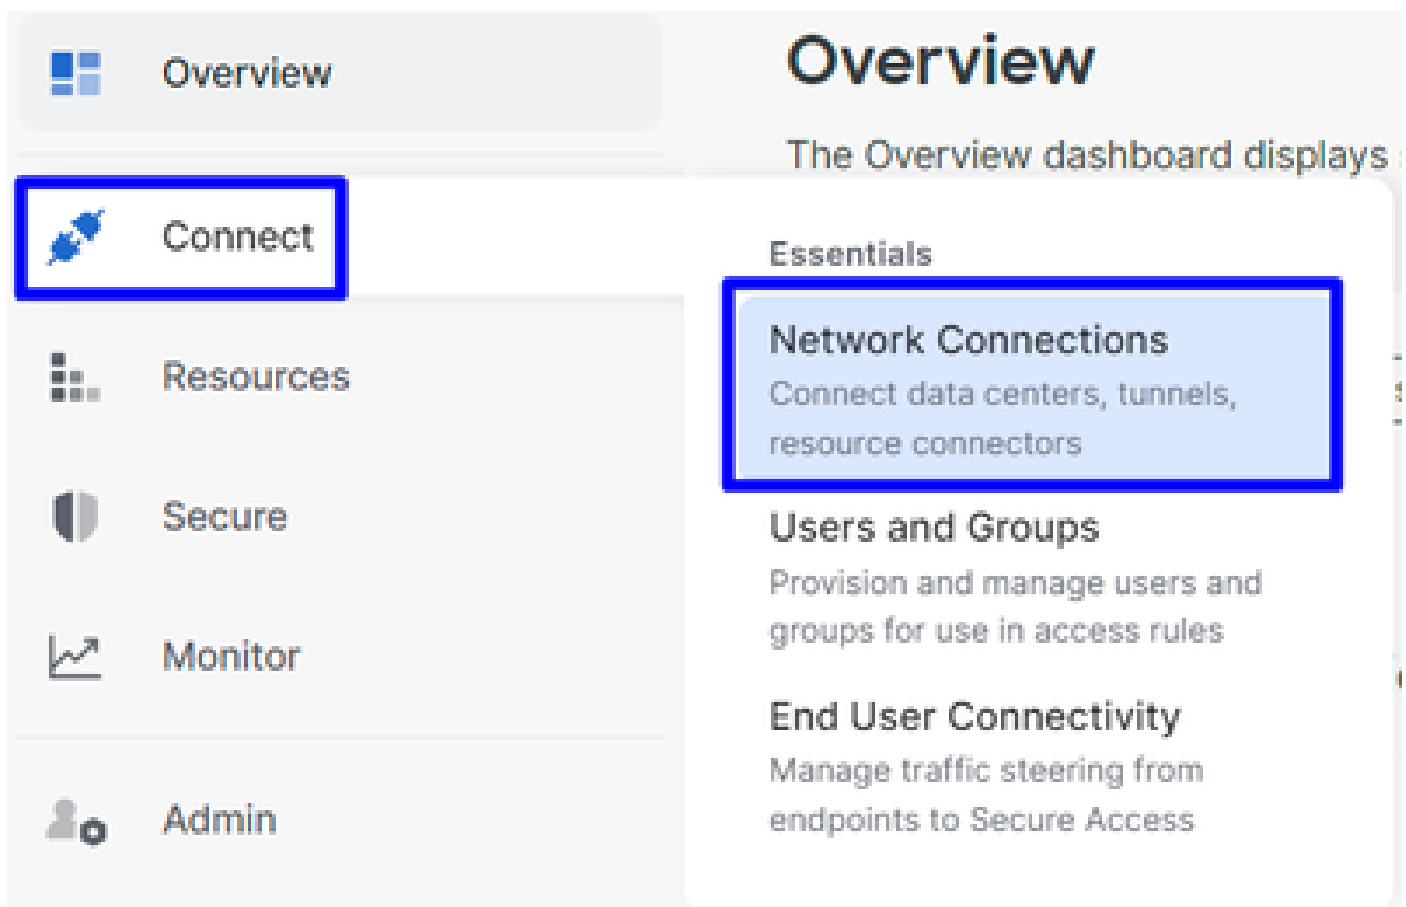 Overview
Connect
Resources
Secure
Monitor
Admin
Overview
The Overview dashboard displays
Essentials
Network Connections
Connect data centers, tunnels,
resource connectors
Users and Groups
Provision and manage users and
groups for use in access rules
End User Connectivity
Manage traffic steering from
endpoints to Secure Access